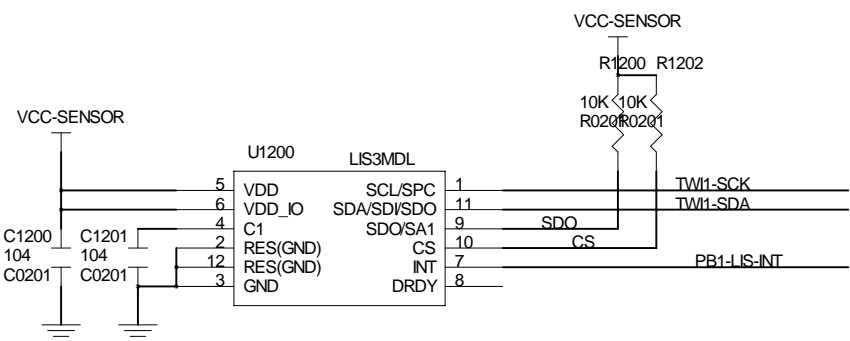 VCC-SENSOR
R1200 R1202
10K 10K
R0201 R0201
VCC-SENSOR
U1200 LIS3MDL
5 VDD SCL/SPC 1 TWI1-SCK
6 VDD_IO SDA/SDI/SDO 11 TWI1-SDA
4 C1 SDO/SA1 9 SDO
2 RES(GND) CS 10 CS
12 RES(GND) INT 7 PB1-LIS-INT
3 GND DRDY 8
C1200 C1201
104 104
C0201 C0201